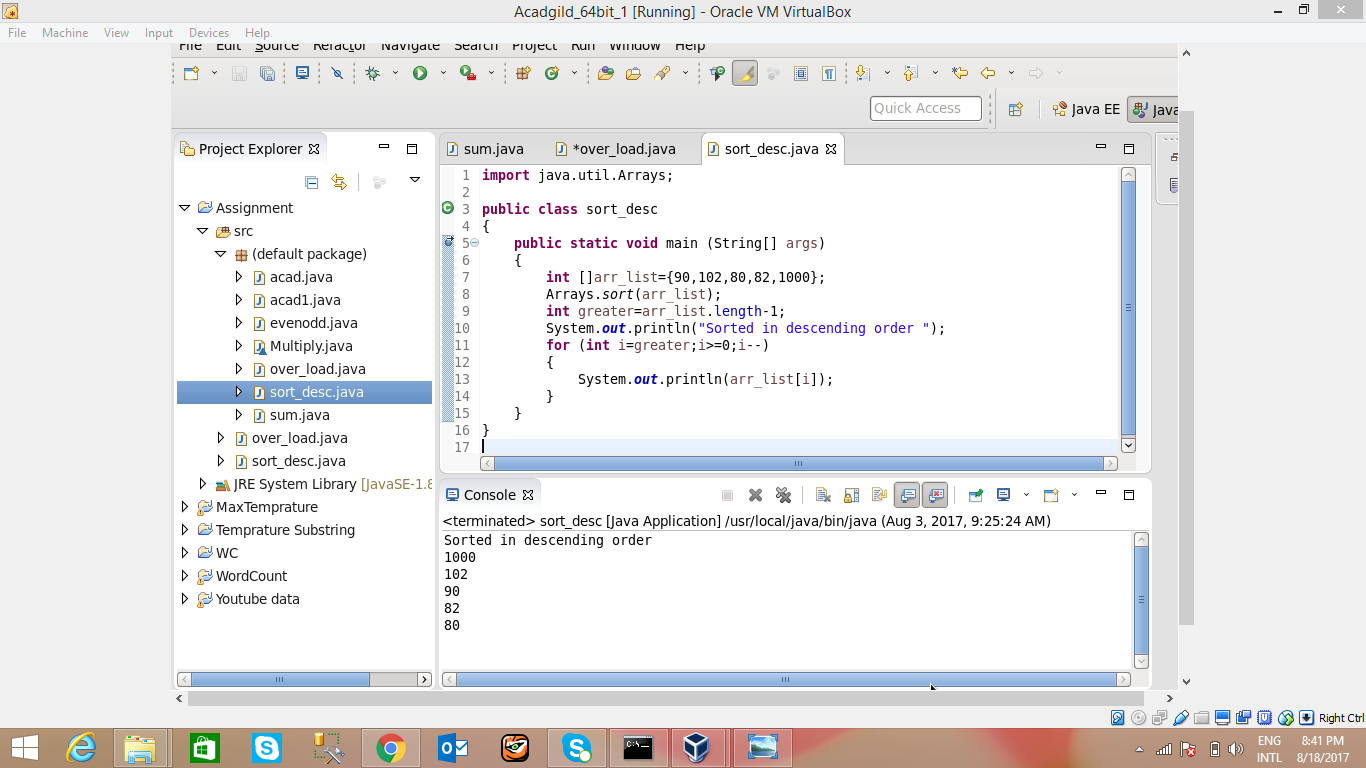 Acadgild_64bit_1 [Running] - Oracle VM VirtualBox
File Machine View Input Devices Help
File Edit Source Refactor Navigate Search Project Run Window Help
Quick Access
Java EE
Java
Project Explorer
sum.java
*over_load.java
sort_desc.java
Assignment
src
(default package)
acad.java
acad1.java
evenodd.java
Multiply.java
over_load.java
sort_desc.java
sum.java
over_load.java
sort_desc.java
JRE System Library [JavaSE-1.8
MaxTemprature
Temprature Substring
WC
WordCount
Youtube data
1 import java.util.Arrays;
2
3 public class sort_desc
4 {
5 public static void main (String[] args)
6 {
7 int []arr_list={90,102,80,82,1000};
8 Arrays.sort(arr_list);
9 int greater=arr_list.length-1;
10 System.out.println("Sorted in descending order ");
11 for (int i=greater;i>=0;i--)
12 {
13 System.out.println(arr_list[i]);
14 }
15 }
16 }
17
Console
<terminated> sort_desc [Java Application] /usr/local/java/bin/java (Aug 3, 2017, 9:25:24 AM)
Sorted in descending order
1000
102
90
82
80
Right Ctrl
ENG
INTL
8:41 PM
8/18/2017